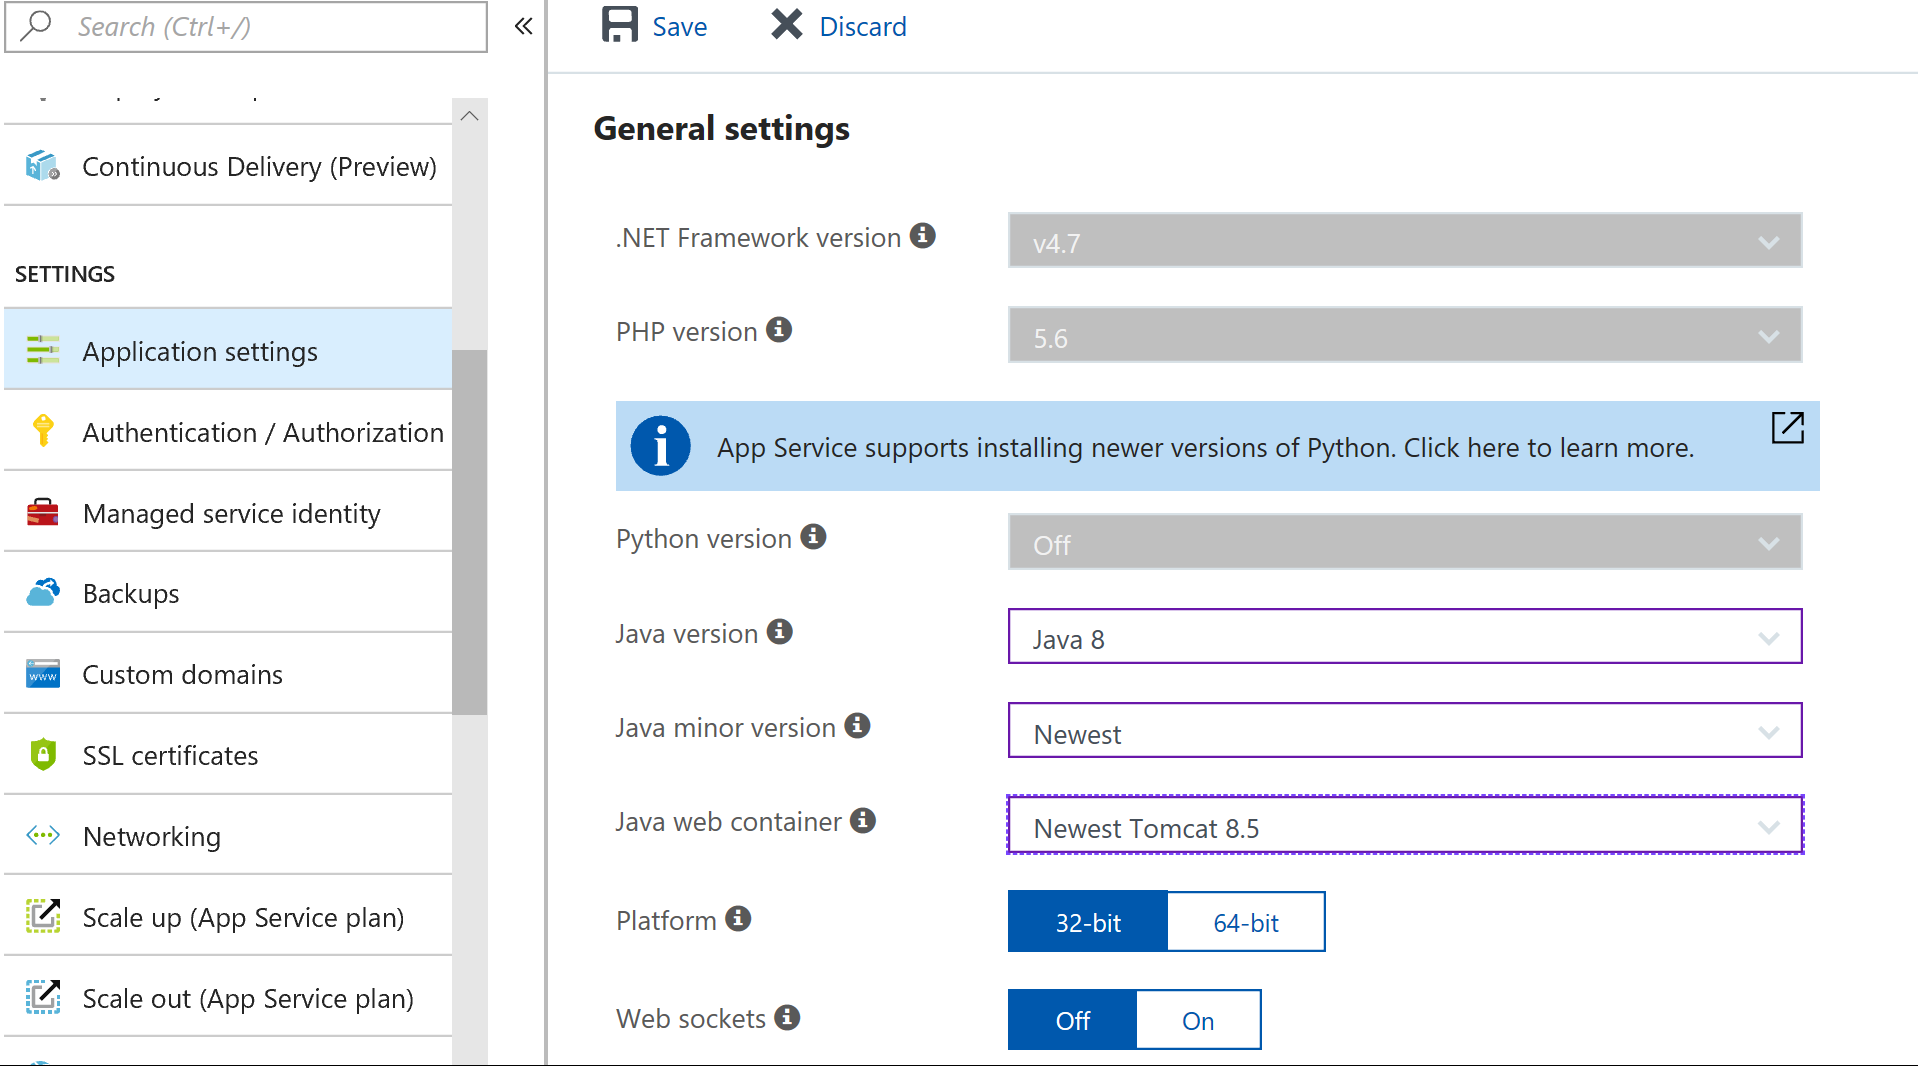 Search (Ctrl+/)
Continuous Delivery (Preview)
SETTINGS
Application settings
Authentication / Authorization
Managed service identity
Backups
Custom domains
www
SSL certificates
Networking
Scale up (App Service plan)
Scale out (App Service plan)
Save
Discard
General settings
.NET Framework version
v4.7
PHP version
5.6
App Service supports installing newer versions of Python. Click here to learn more.
Python version
Off
Java version
Java 8
Java minor version
Newest
Java web container
Newest Tomcat 8.5
Platform
32-bit
64-bit
Web sockets
Off
On